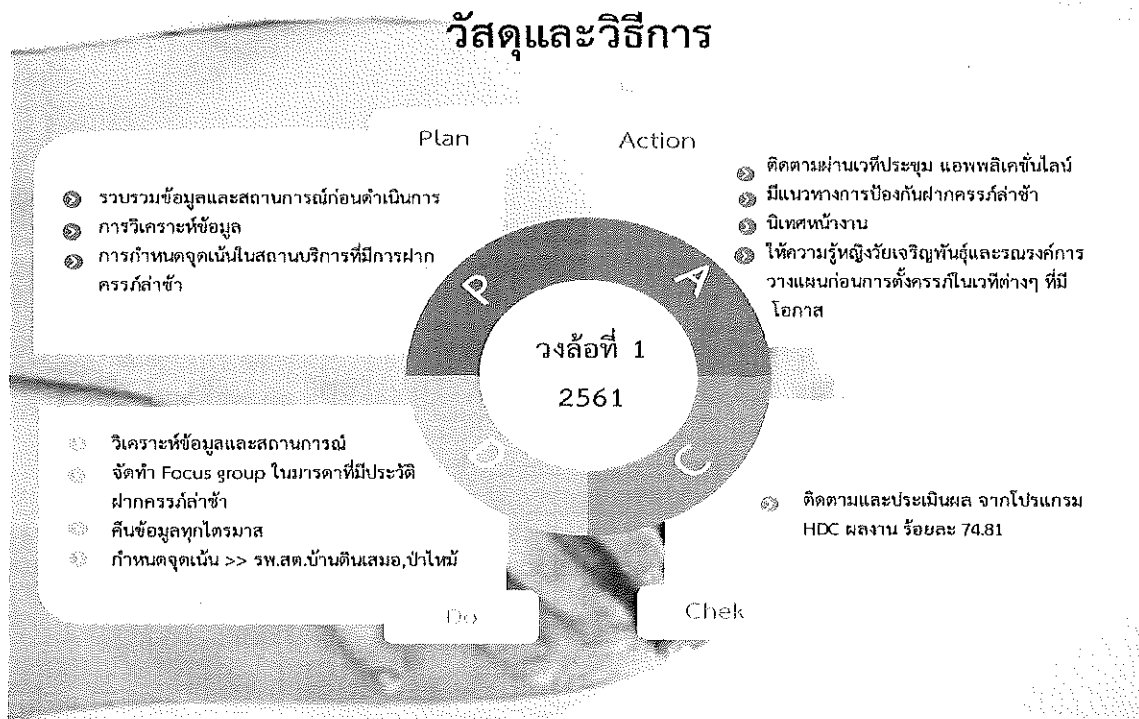 วัสดุและวิธีการ
Plan
รวบรวมข้อมูลและสถานการณ์ก่อนดำเนินการ
การวิเคราะห์ข้อมูล
การกำหนดจุดเน้นในสถานบริการที่มีการฝาก
ครรภ์ล่าช้า
Action
ติดตามผ่านเวทีประชุม แอพพลิเคชั่นไลน์
มีแนวทางการป้องกันฝากครรภ์ล่าช้า
นิเทศหน้างาน
ให้ความรู้หญิงวัยเจริญพันธุ์และรณรงค์การ
วางแผนก่อนการตั้งครรภ์ในเวทีต่างๆ ที่มี
โอกาส
P
A
วงล้อที่ 1
2561
D
C
วิเคราะห์ข้อมูลและสถานการณ์
จัดทำ Focus group ในมารดาที่มีประวัติ
ฝากครรภ์ล่าช้า
คืนข้อมูลทุกไตรมาส
กำหนดจุดเน้น >> รพ.สต.บ้านตินเสมอ,ป่าไหม้
Do
ติดตามและประเมินผล จากโปรแกรม
HDC ผลงาน ร้อยละ 74.81
Chek